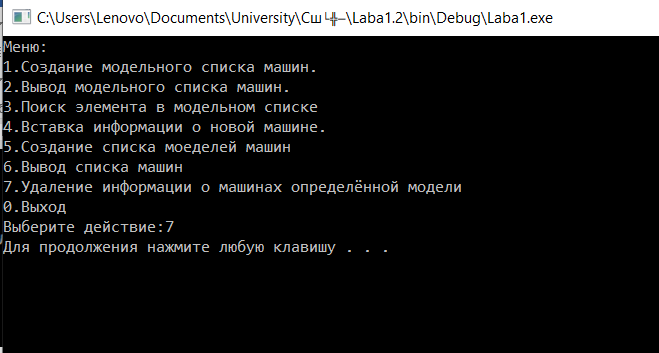 C:\Users\Lenovo\Documents\University\Сш└╬─\Laba1.2\bin\Debug\Laba1.exe
Меню:
1.Создание модельного списка машин.
2.Вывод модельного списка машин.
3.Поиск элемента в модельном списке
4.Вставка информации о новой машине.
5.Создание списка моеделей машин
6.Вывод списка машин
7.Удаление информации о машинах определённой модели
0.Выход
Выберите действие:7
Для продолжения нажмите любую клавишу . . .